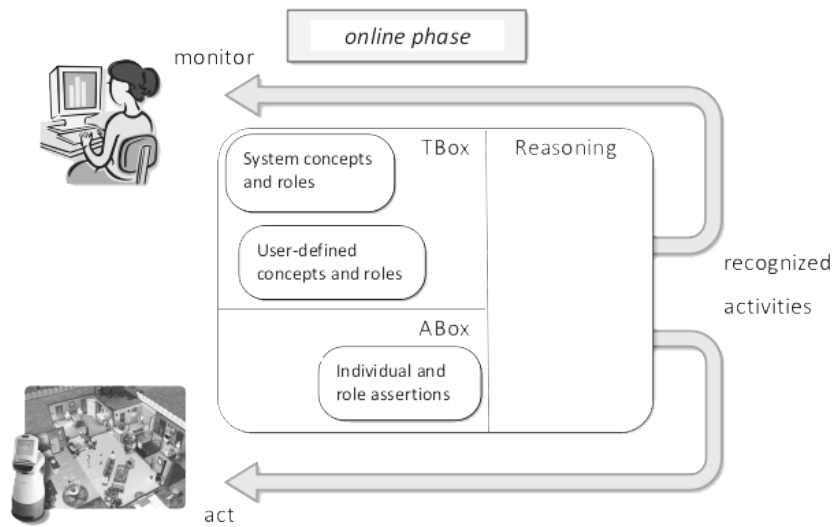 online phase
monitor
System concepts
and roles
TBox
Reasoning
User-defined
concepts and roles
recognized
activities
ABox
Individual and
role assertions
act